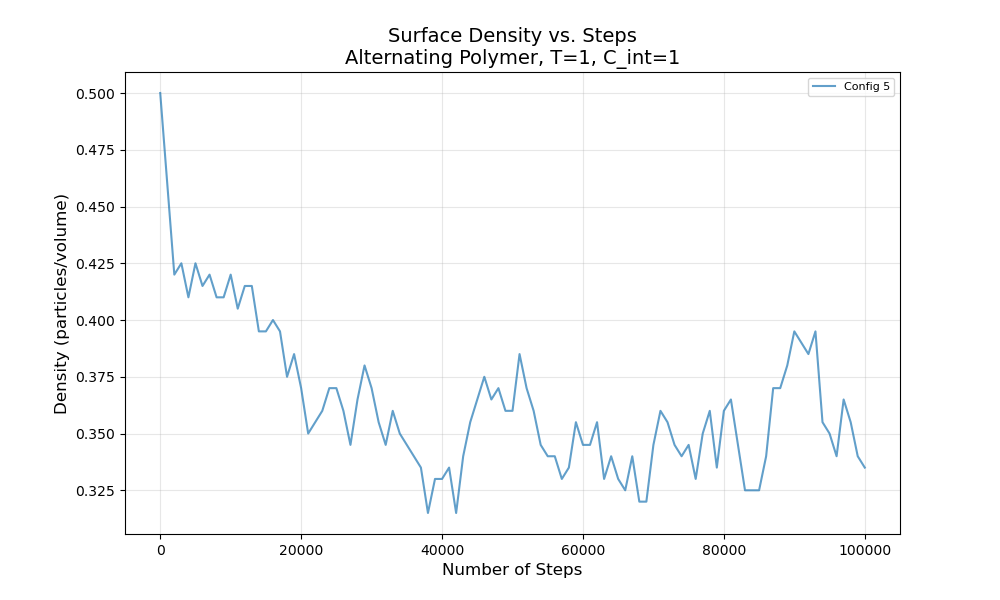 Surface Density vs. Steps
Alternating Polymer, T=1, C_int=1
Config 5
Density (particles/volume)
0.500
0.475
0.450
0.425
0.400
0.375
0.350
0.325
0 20000 40000 60000 80000 100000
Number of Steps